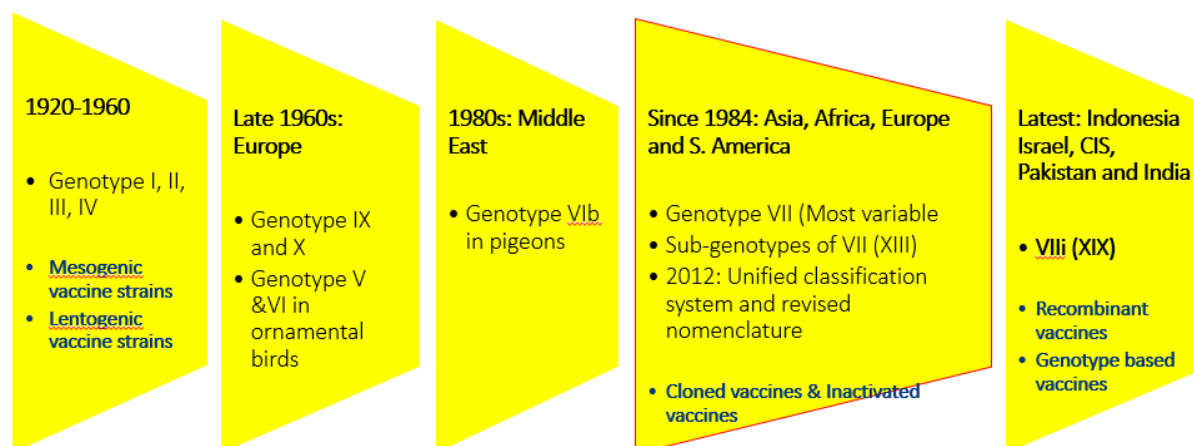 1920-1960
• Genotype I, II,
III, IV
• Mesogenic
vaccine strains
• Lentogenic
vaccine strains
Late 1960s:
Europe
• Genotype IX
and X
• Genotype V
&VI in
ornamental
birds
1980s: Middle
East
• Genotype VIb
in pigeons
Since 1984: Asia, Africa, Europe
and S. America
• Genotype VII (Most variable
• Sub-genotypes of VII (XIII)
• 2012: Unified classification
system and revised
nomenclature
• Cloned vaccines & Inactivated
vaccines
Latest: Indonesia
Israel, CIS,
Pakistan and India
• VIIi (XIX)
• Recombinant
vaccines
• Genotype based
vaccines